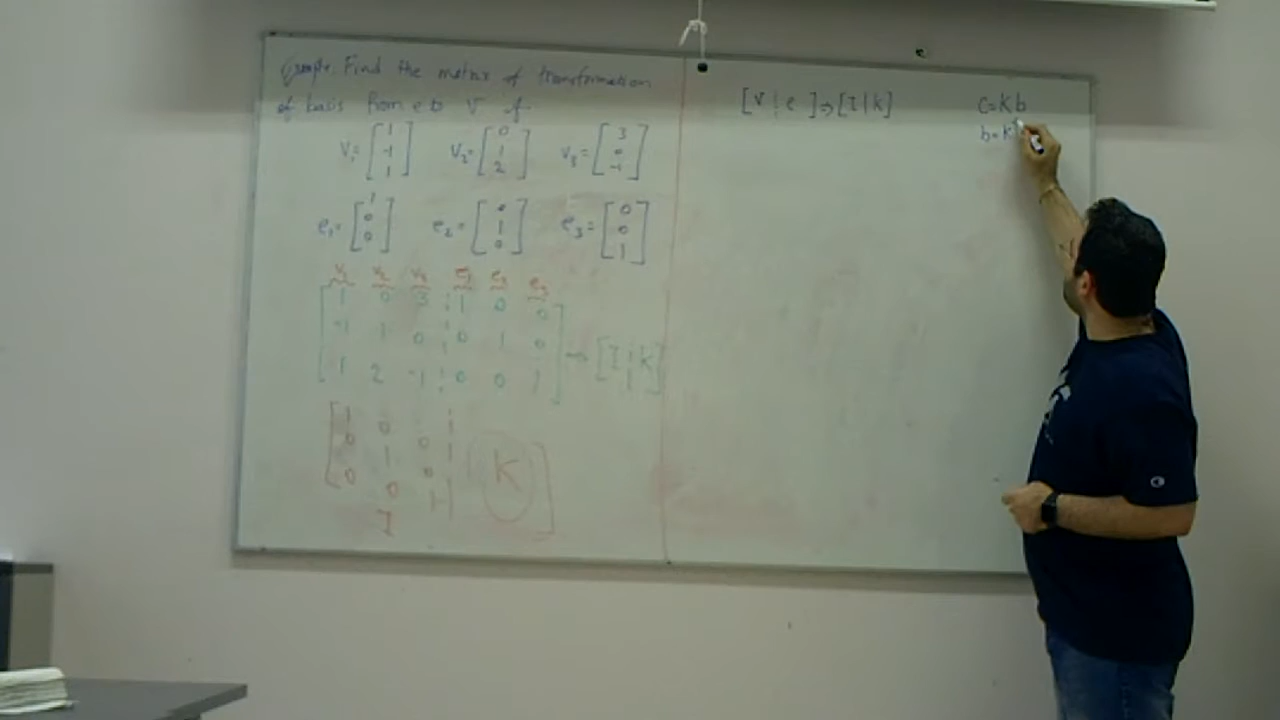 Example: Find the matrix of transformation
of basis from e to V if
V₁= [1 -1 1] V₂= [0 1 2] V₃= [3 0 -1]
e₁= [1 0 0] e₂= [0 1 0] e₃= [0 0 1]
V₁ V₂ V₃ e₁ e₂ e₃
1 0 3 1 0 0
-1 1 0 0 1 0
1 2 -1 0 0 1
→ [I | K]
1 0 0
0 1 0
0 0 1
K
I
[V | e] ⇒ [I | K]
C=Kb
b=K